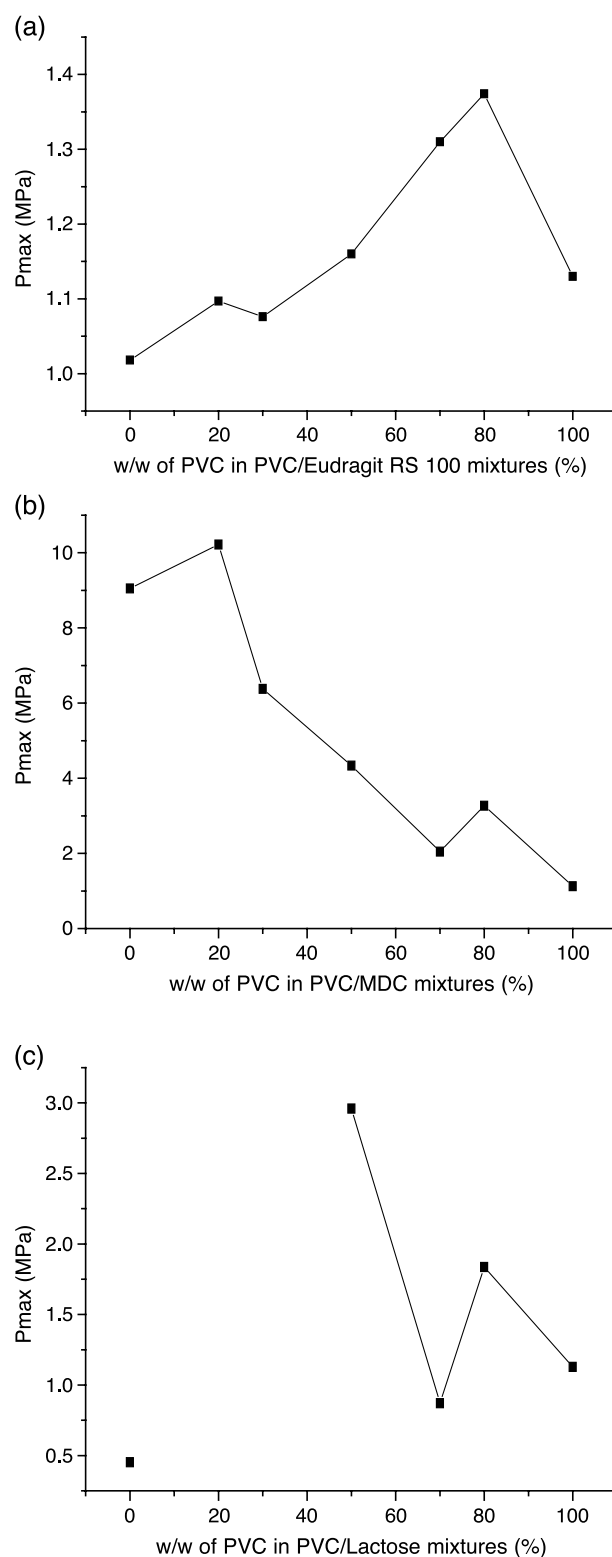 (a)
1.4
1.3
1.2
1.1
1.0
Pmax (MPa)
0 20 40 60 80 100
w/w of PVC in PVC/Eudragit RS 100 mixtures (%)
(b)
10
8
6
4
2
0
Pmax (MPa)
0 20 40 60 80 100
w/w of PVC in PVC/MDC mixtures (%)
(c)
3.0
2.5
2.0
1.5
1.0
0.5
Pmax (MPa)
0 20 40 60 80 100
w/w of PVC in PVC/Lactose mixtures (%)